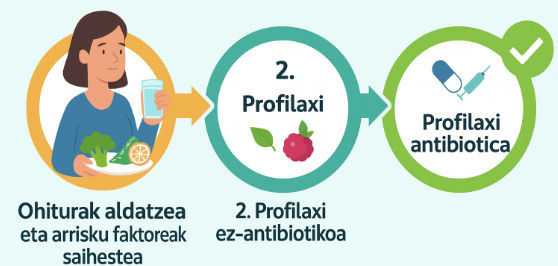 2.
Profilaxi
Profilaxi
antibiotica
Ohiturak aldatzea
eta arrisku faktoreak
saihestea
2. Profilaxi
ez-antibiotikoa